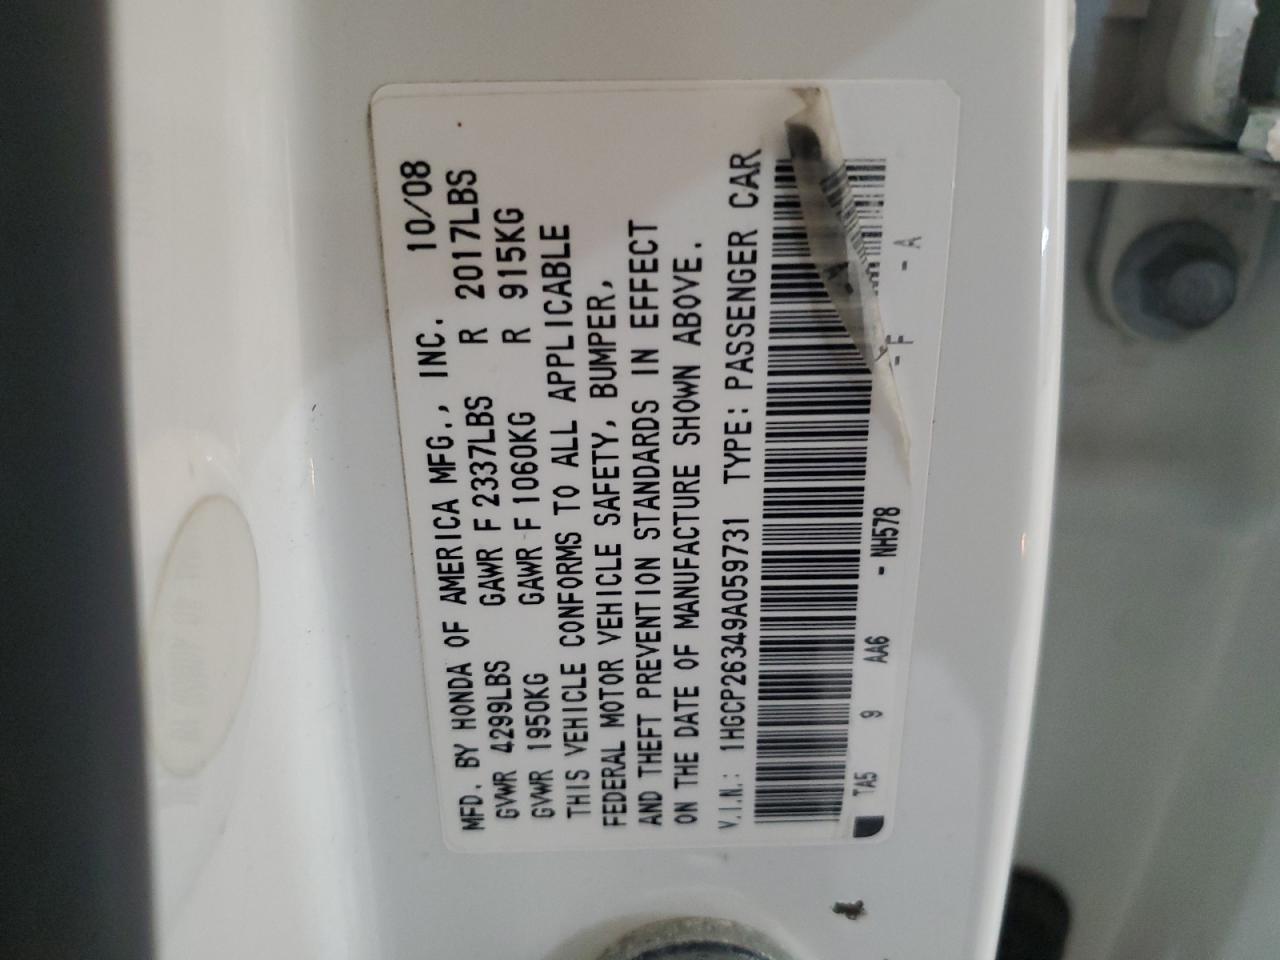 MFD. BY HONDA OF AMERICA MFG., INC. 10/08
GVWR 4299LBS GAWR F 2337LBS R 2017LBS
GVWR 1950KG GAWR F 1060KG R 915KG
THIS VEHICLE CONFORMS TO ALL APPLICABLE
FEDERAL MOTOR VEHICLE SAFETY, BUMPER,
AND THEFT PREVENTION STANDARDS IN EFFECT
ON THE DATE OF MANUFACTURE SHOWN ABOVE.
V.I.N.: 1HGCP26349A059731 TYPE: PASSENGER CAR
TA5 9 AA6 - NH578 -F -A